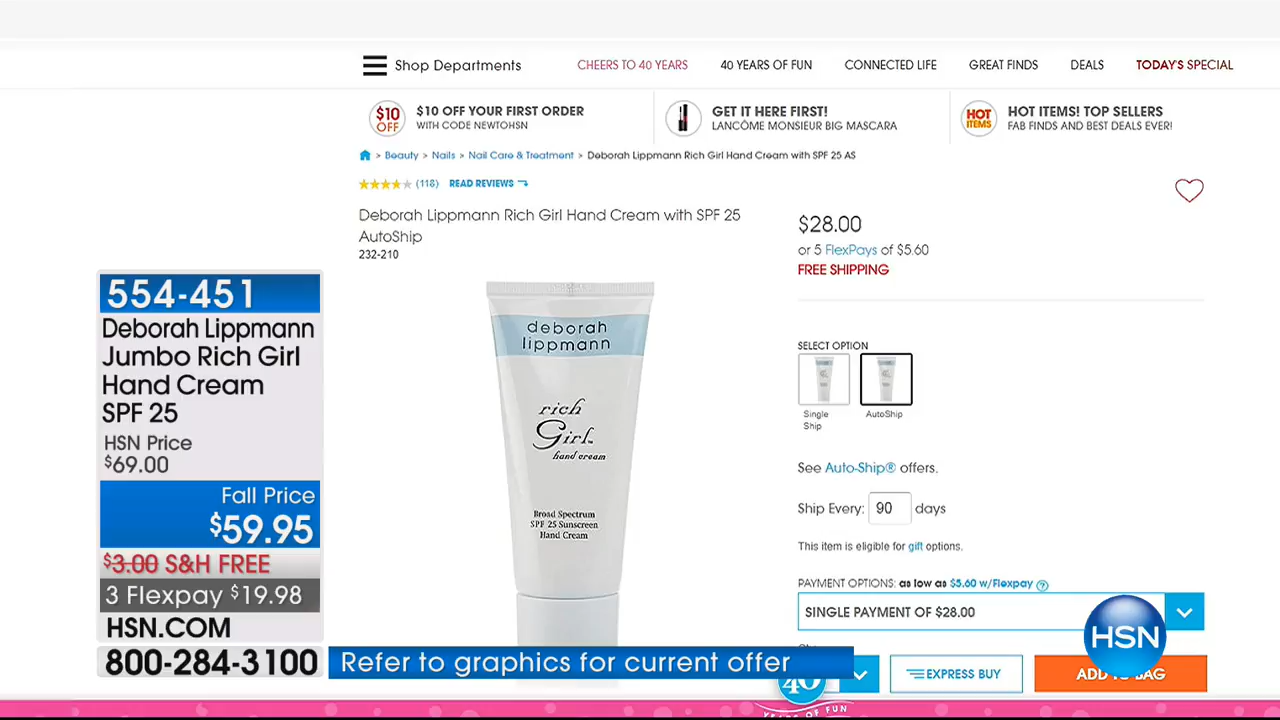 Shop Departments
CHEERS TO 40 YEARS
40 YEARS OF FUN
CONNECTED LIFE
GREAT FINDS
DEALS
TODAY'S SPECIAL
$10 OFF
$10 OFF YOUR FIRST ORDER
WITH CODE NEWTOHSN
GET IT HERE FIRST!
LANCÔME MONSIEUR BIG MASCARA
HOT ITEMS
HOT ITEMS! TOP SELLERS
FAB FINDS AND BEST DEALS EVER!
> Beauty > Nails > Nail Care & Treatment > Deborah Lippmann Rich Girl Hand Cream with SPF 25 AS
(118) READ REVIEWS
Deborah Lippmann Rich Girl Hand Cream with SPF 25
AutoShip
232-210
$28.00
or 5 FlexPays of $5.60
FREE SHIPPING
554-451
Deborah Lippmann
Jumbo Rich Girl
Hand Cream
SPF 25
HSN Price
$69.00
Fall Price
$59.95
$3.00 S&H FREE
3 Flexpay $19.98
HSN.COM
800-284-3100
deborah
lippmann
rich
Girl™
hand cream
Broad Spectrum
SPF 25 Sunscreen
Hand Cream
SELECT OPTION
Single
Ship
AutoShip
See Auto-Ship® offers.
Ship Every: 90 days
This item is eligible for gift options.
PAYMENT OPTIONS: as low as $5.60 w/Flexpay ?
SINGLE PAYMENT OF $28.00
HSN
Refer to graphics for current offer
40
YEARS OF FUN
EXPRESS BUY
ADD TO BAG